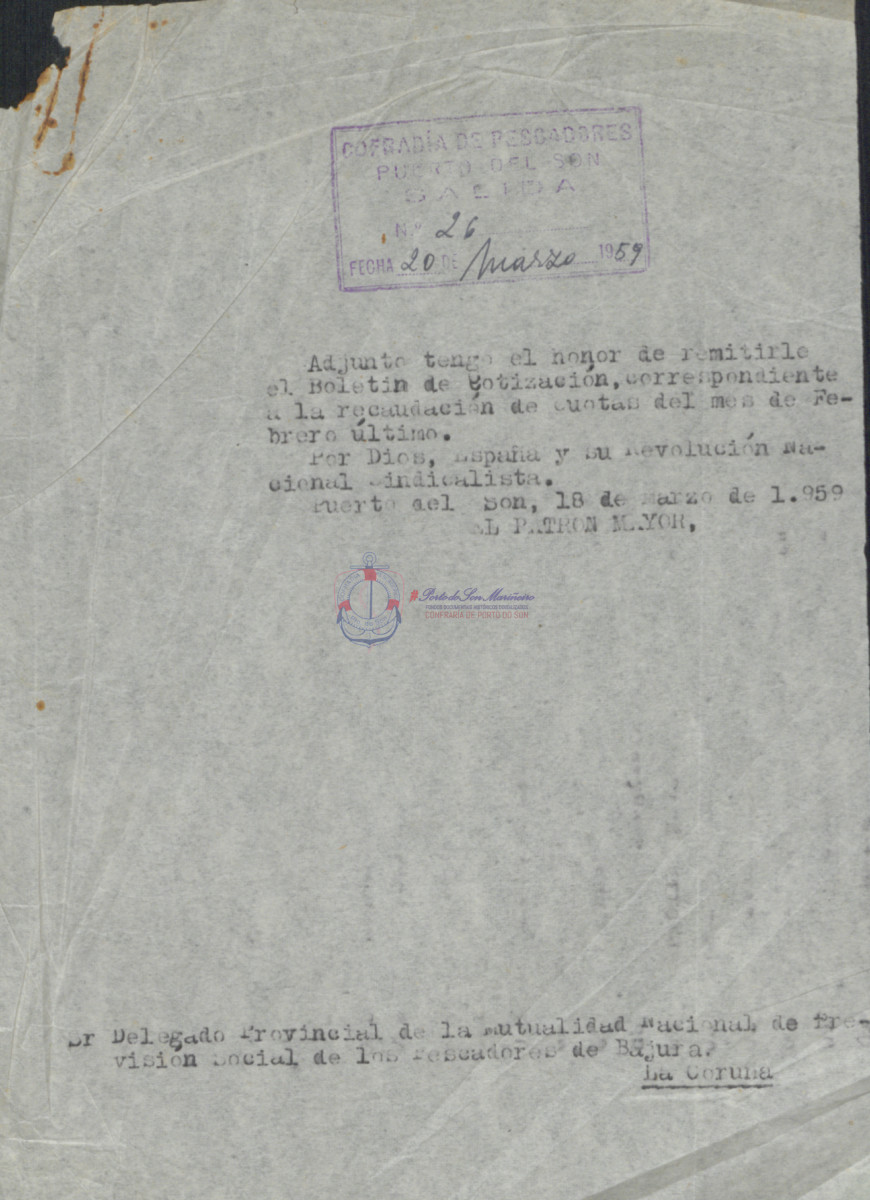 COFRADÍA DE PESCADORES
PUERTO DEL SON
SALIDA
N.º 26
FECHA 20 DE Marzo 1959
Adjunto tengo el honor de remitirle
el Boletin de Cotización, correspondiente
a la recaudación de cuotas del mes de Fe-
brero último.
Por Dios, España y su Revolución Na-
cional Sindicalista.
Puerto del Son, 18 de Marzo de 1.959
EL PATRON MAYOR,
Porto do Son Mariñeiro
CONFRARÍA DE PORTO DO SON
Sr Delegado Provincial de la Mutualidad Nacional de Pre-
visión Social de los Pescadores de Bajura.
La Coruña